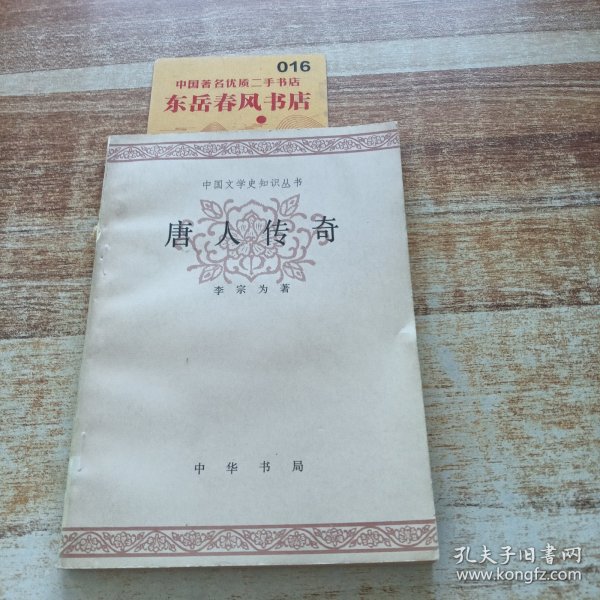 016
中国著名优质二手书店
东岳春风书店
中国文学史知识丛书
唐人传奇
李宗为著
中华书局
孔夫子旧书网
www.kongfz.com